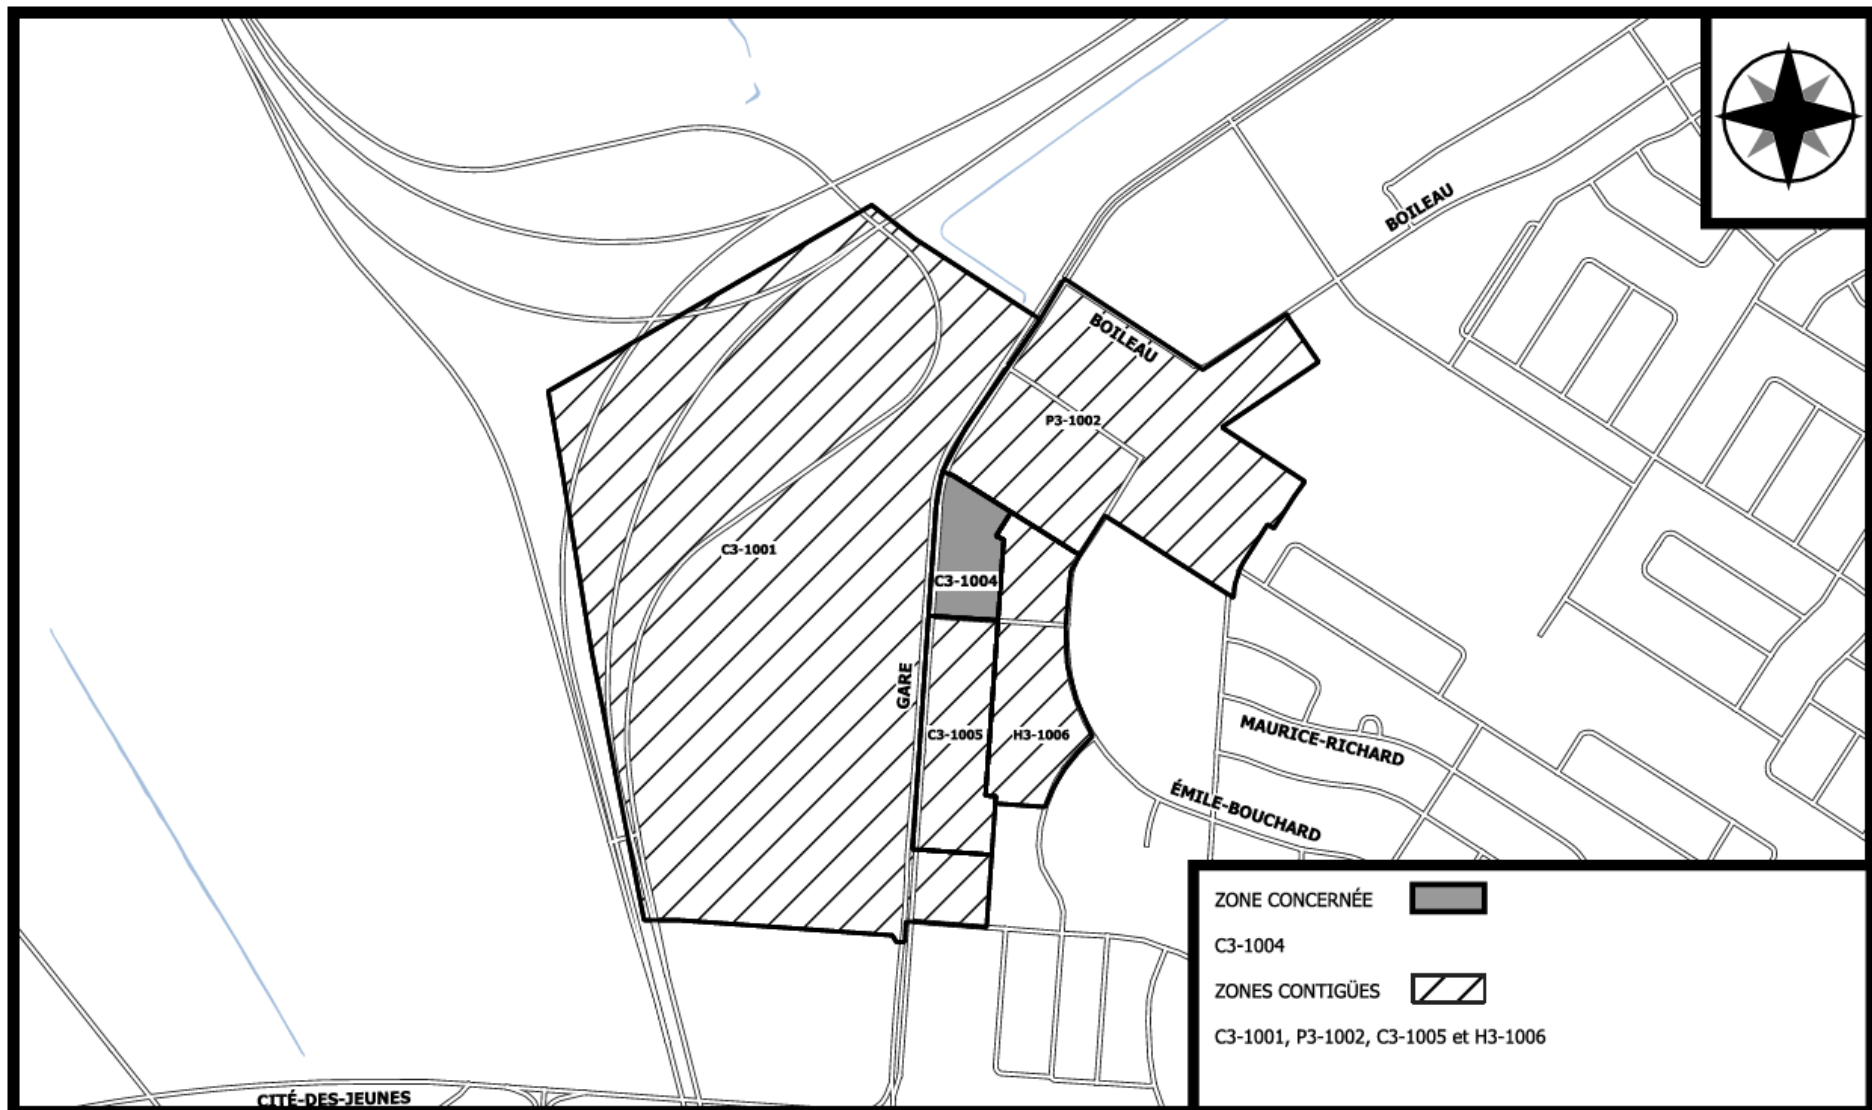 BOILEAU
BOILEAU
P3-1002
C3-1001
C3-1004
GARE
C3-1005
H3-1006
MAURICE-RICHARD
ÉMILE-BOUCHARD
CITÉ-DES-JEUNES
ZONE CONCERNÉE
C3-1004
ZONES CONTIGÜES
C3-1001, P3-1002, C3-1005 et H3-1006